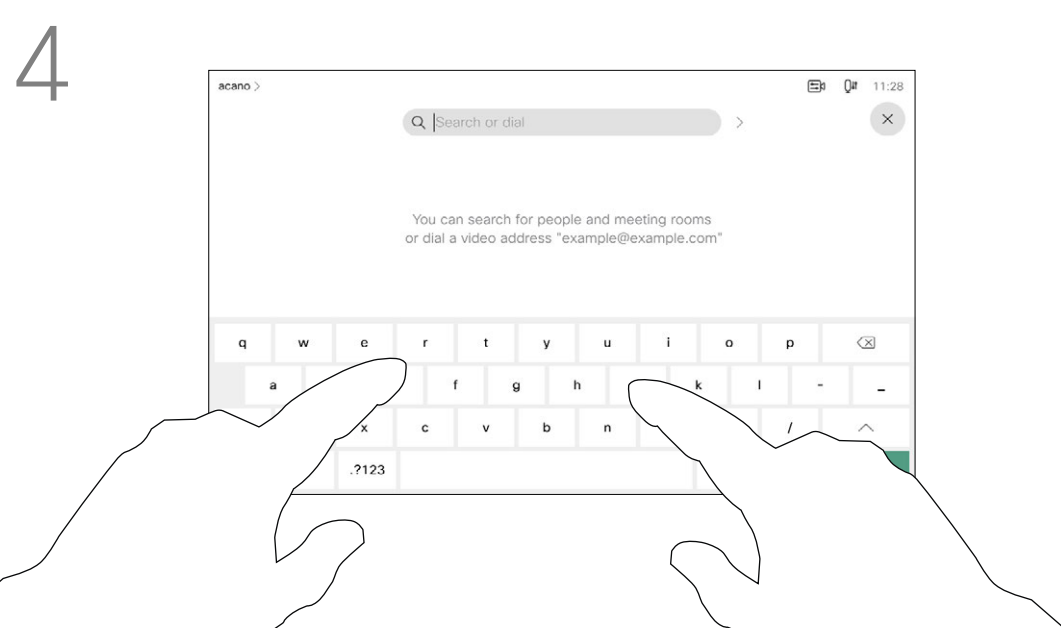 4
acano >
11:28
Search or dial
You can search for people and meeting rooms
or dial a video address "example@example.com"
q w e r t y u i o p
a f g h k l - _
x c v b n /
.?123